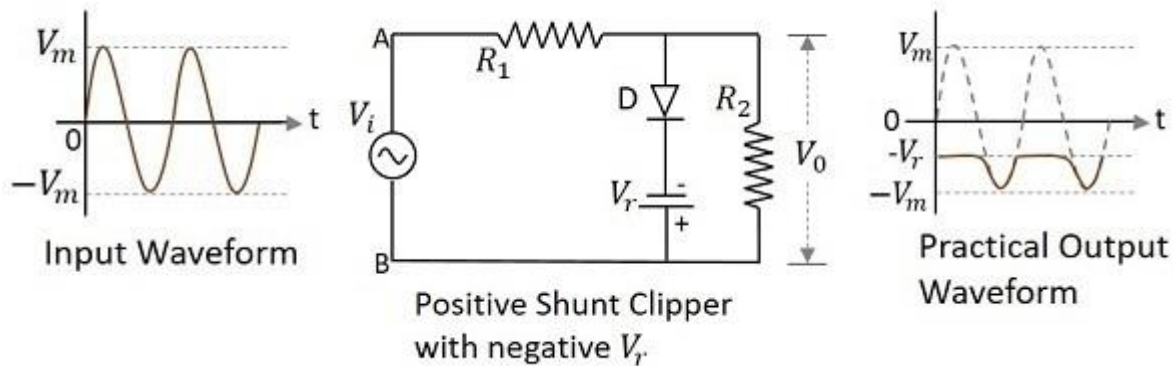 V_m
0
t
−V_m
Input Waveform
A
R_1
D
R_2
V_i
V_r
-
+
V_0
B
Positive Shunt Clipper
with negative V_r
V_m
0
t
-V_r
−V_m
Practical Output
Waveform